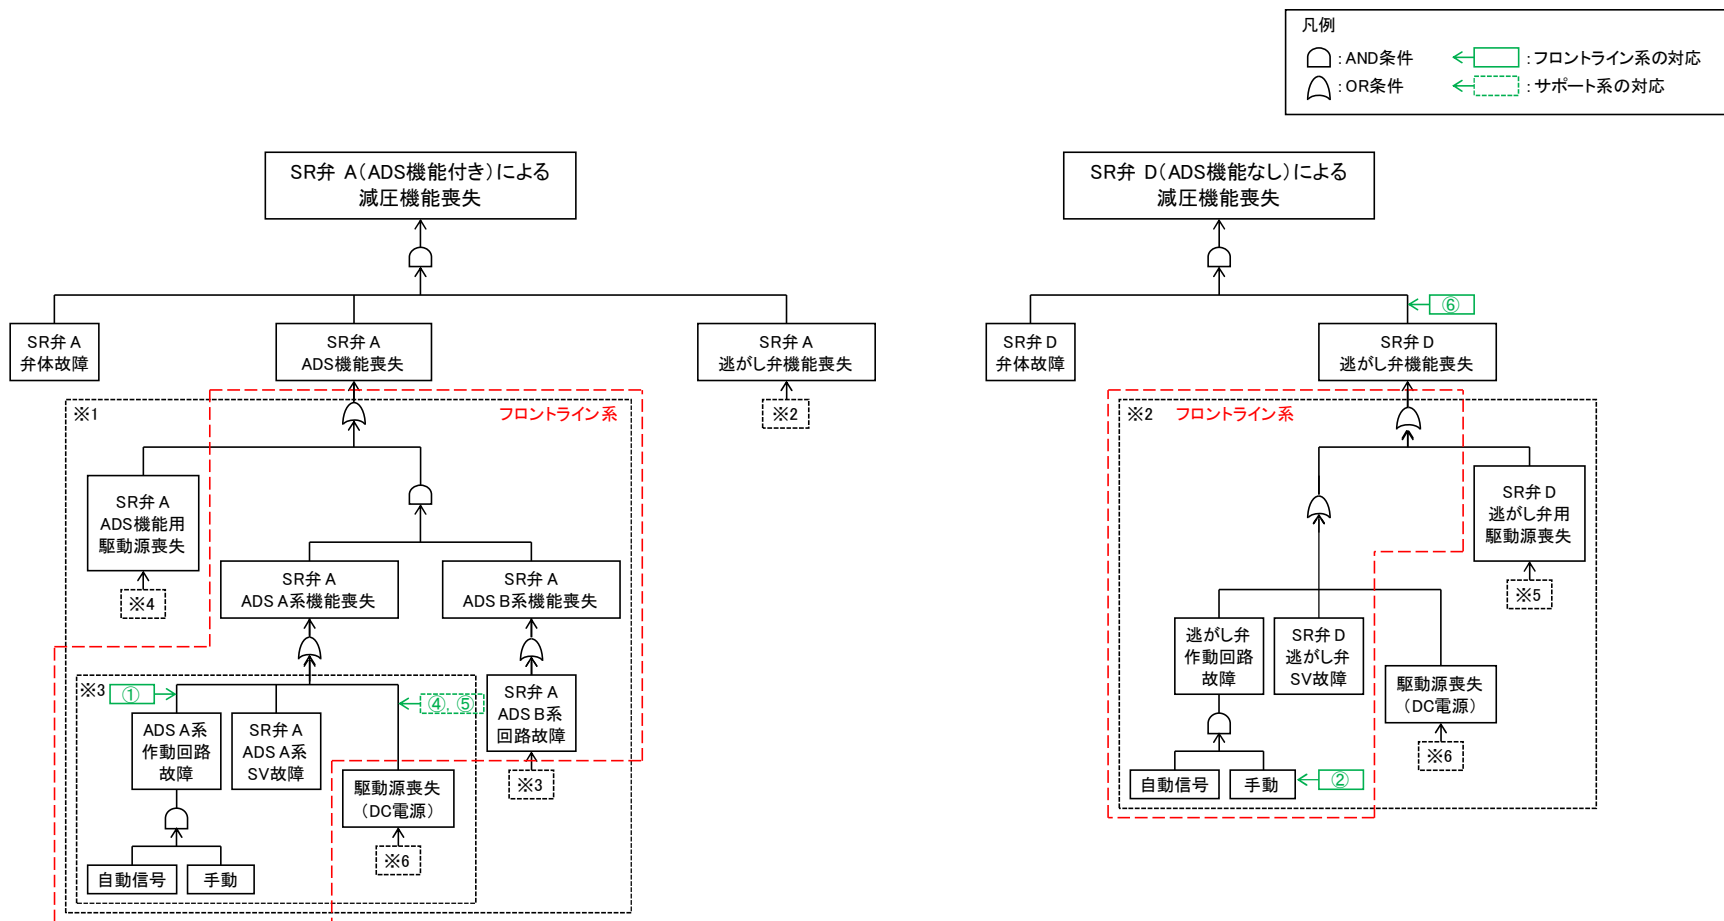 凡例
：AND条件
：フロントライン系の対応
：OR条件
：サポート系の対応
SR弁 A（ADS機能付き）による
減圧機能喪失
SR弁 D（ADS機能なし）による
減圧機能喪失
⑥
SR弁 A
弁体故障
SR弁 A
ADS機能喪失
SR弁 A
逃がし弁機能喪失
SR弁 D
弁体故障
SR弁 D
逃がし弁機能喪失
※1
フロントライン系
※2
※2
フロントライン系
SR弁 A
ADS機能用
駆動源喪失
※4
SR弁 D
逃がし弁用
駆動源喪失
※5
SR弁 A
ADS A系機能喪失
SR弁 A
ADS B系機能喪失
※3
①
④, ⑤
ADS A系
作動回路
故障
SR弁 A
ADS A系
SV故障
SR弁 A
ADS B系
回路故障
※3
駆動源喪失
（DC電源）
※6
自動信号
手動
逃がし弁
作動回路
故障
SR弁 D
逃がし弁
SV故障
駆動源喪失
（DC電源）
※6
自動信号
手動
②